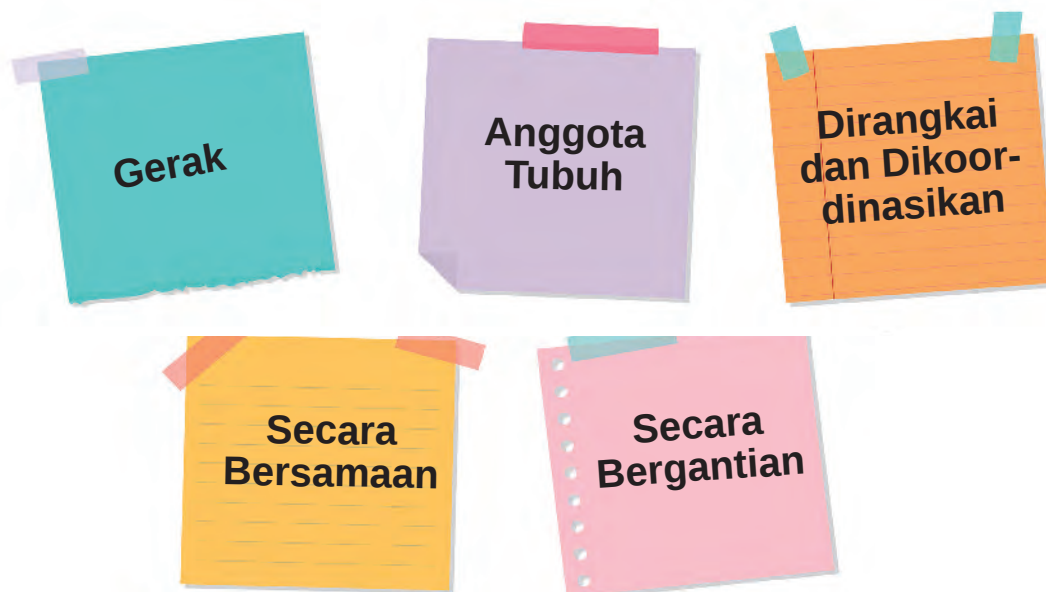 Gerak
Anggota
Tubuh
Dirangkai
dan Dikoor-
dinasikan
Secara
Bersamaan
Secara
Bergantian